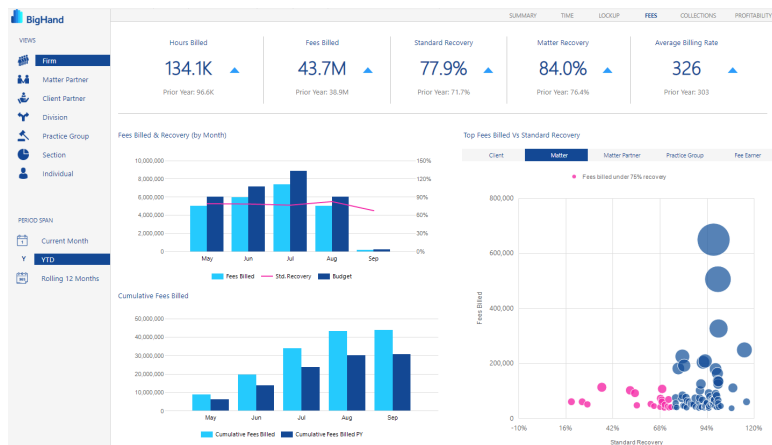 BigHand
SUMMARY TIME LOCKUP FEES COLLECTIONS PROFITABILITY
VIEWS
Firm
Matter Partner
Client Partner
Division
Practice Group
Section
Individual
PERIOD SPAN
1 Current Month
Y YTD
365 Rolling 12 Months
Hours Billed
134.1K
Prior Year: 96.6K
Fees Billed
43.7M
Prior Year: 38.9M
Standard Recovery
77.9%
Prior Year: 71.7%
Matter Recovery
84.0%
Prior Year: 76.4%
Average Billing Rate
326
Prior Year: 303
Fees Billed & Recovery (by Month)
10,000,000 150%
8,000,000 120%
6,000,000 90%
4,000,000 60%
2,000,000 30%
0 0%
May Jun Jul Aug Sep
Fees Billed Std.Recovery Budget
Cumulative Fees Billed
50,000,000
40,000,000
30,000,000
20,000,000
10,000,000
0
May Jun Jul Aug Sep
Cumulative Fees Billed Cumulative Fees Billed PY
Top Fees Billed Vs Standard Recovery
Client Matter Matter Partner Practice Group Fee Earner
Fees billed under 76% recovery
Fees Billed
800,000
600,000
400,000
200,000
0
-10% 16% 42% 68% 94% 120%
Standard Recovery